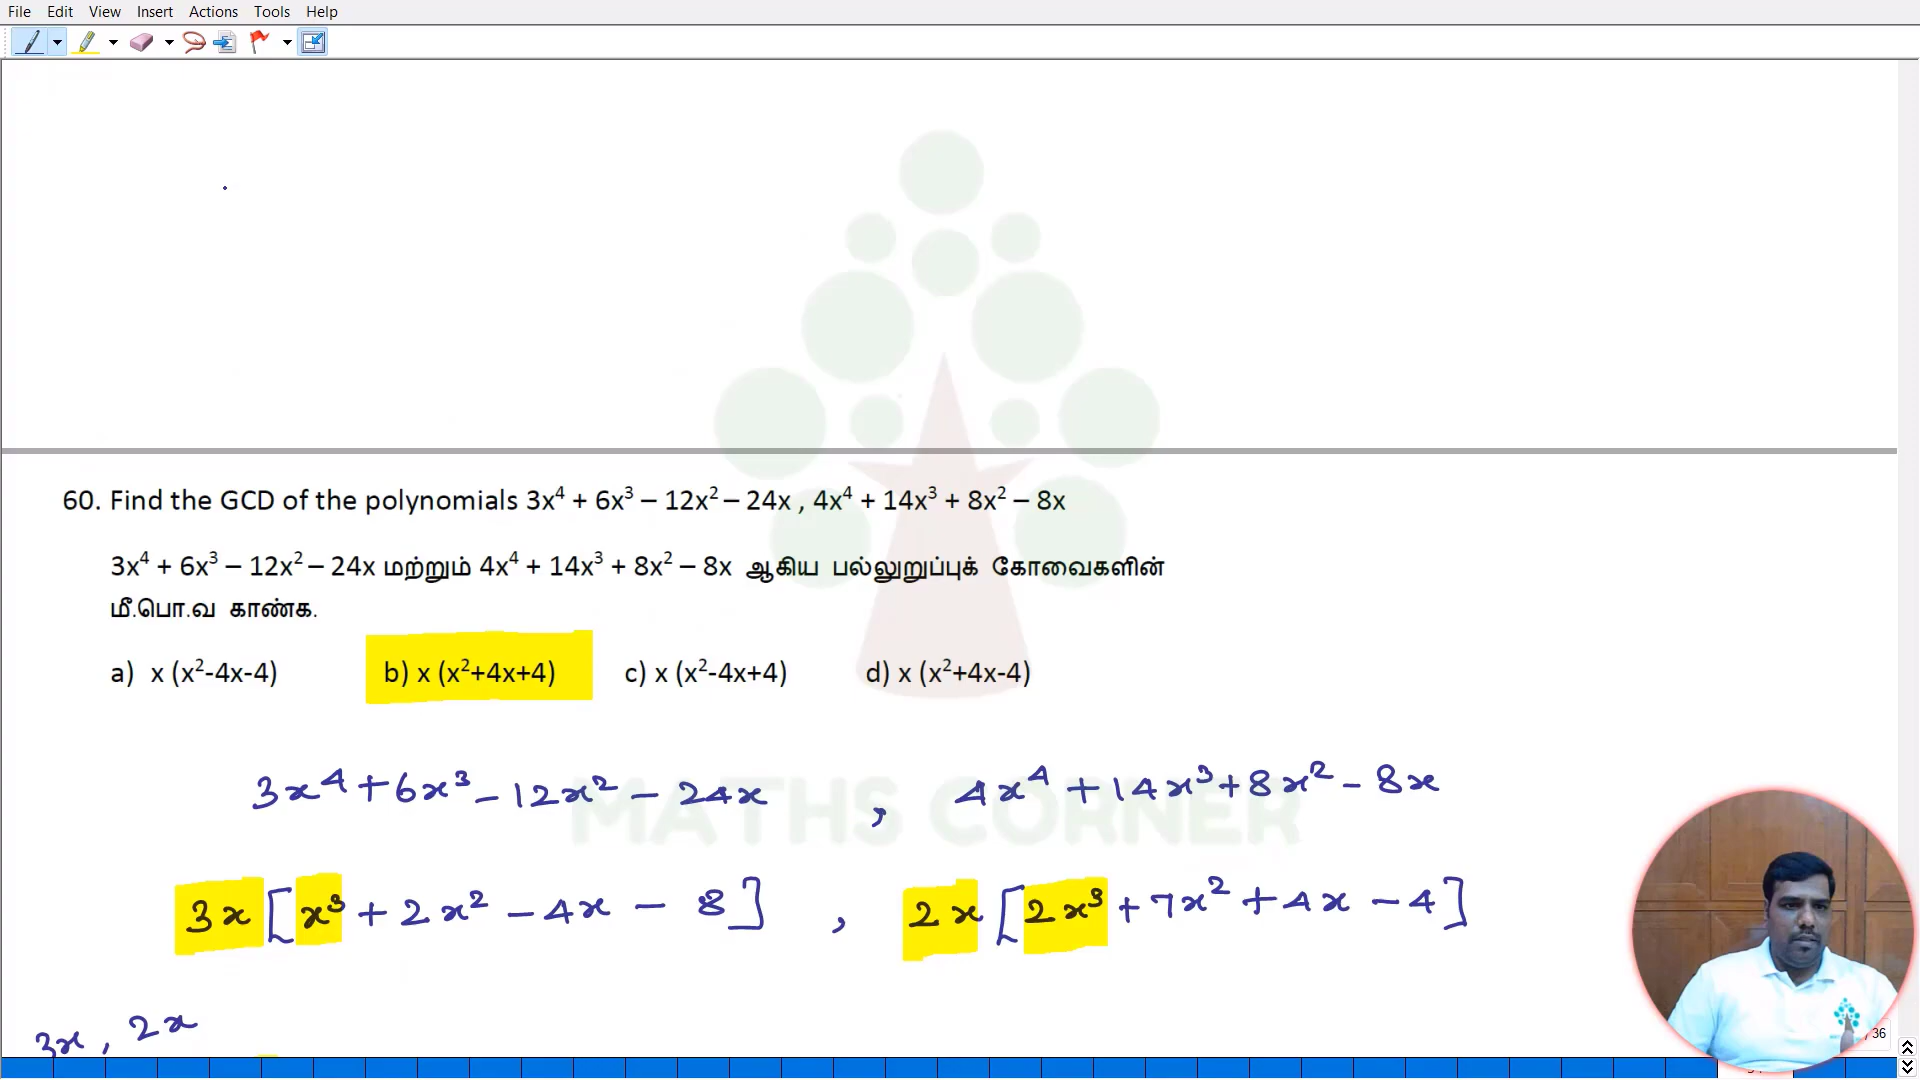 File Edit View Insert Actions Tools Help
60. Find the GCD of the polynomials 3x⁴ + 6x³ – 12x² – 24x , 4x⁴ + 14x³ + 8x² – 8x
3x⁴ + 6x³ – 12x² – 24x மற்றும் 4x⁴ + 14x³ + 8x² – 8x ஆகிய பல்லுறுப்புக் கோவைகளின்
மீ.பொ.வ காண்க.
a) x (x²-4x-4) b) x (x²+4x+4) c) x (x²-4x+4) d) x (x²+4x-4)
3x⁴ + 6x³ – 12x² – 24x , 4x⁴ + 14x³ + 8x² – 8x
MATHS CORNER
3x [x³ + 2x² – 4x – 8] , 2x [2x³ + 7x² + 4x – 4]
3x , 2x
/36